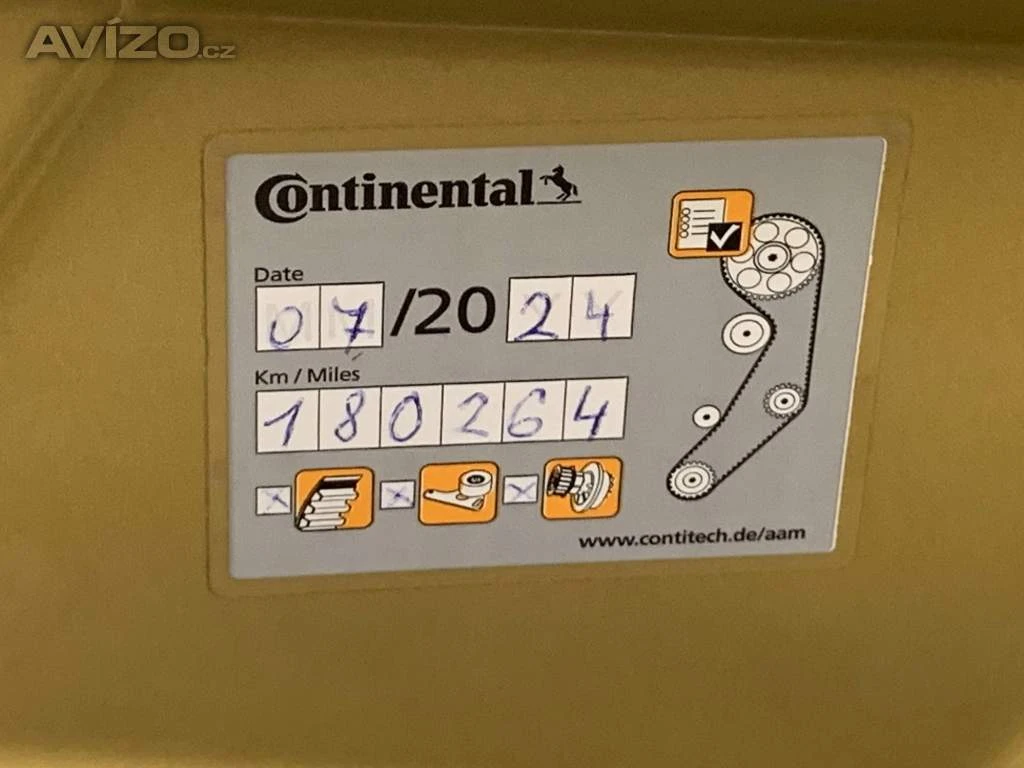 AVÍZO.cz
Continental
Date
07/2024
Km / Miles
180264
www.contitech.de/aam